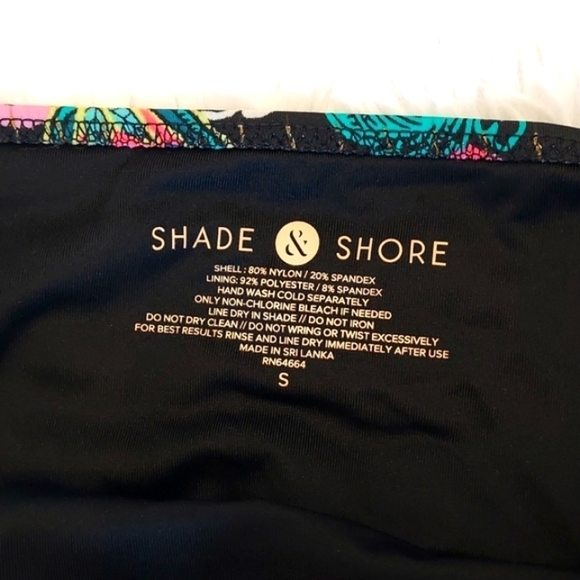 SHADE & SHORE
SHELL : 80% NYLON / 20% SPANDEX
LINING: 92% POLYESTER / 8% SPANDEX
HAND WASH COLD SEPARATELY
ONLY NON-CHLORINE BLEACH IF NEEDED
LINE DRY IN SHADE // DO NOT IRON
DO NOT DRY CLEAN // DO NOT WRING OR TWIST EXCESSIVELY
FOR BEST RESULTS RINSE AND LINE DRY IMMEDIATELY AFTER USE
MADE IN SRI LANKA
RN64664
S